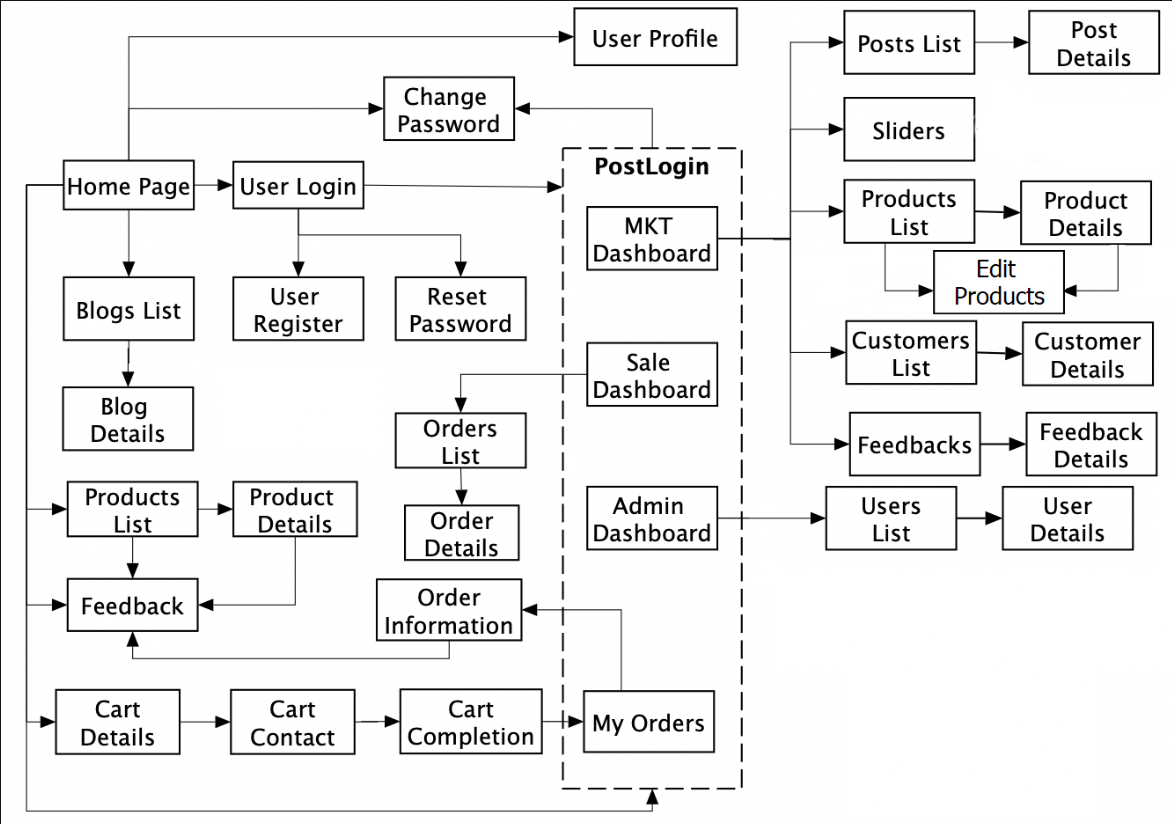 User Profile
Posts List
Post
Details
Change
Password
Sliders
PostLogin
Home Page
User Login
MKT
Dashboard
Products
List
Product
Details
Edit
Products
Blogs List
User
Register
Reset
Password
Customers
List
Customer
Details
Sale
Dashboard
Blog
Details
Orders
List
Feedbacks
Feedback
Details
Products
List
Product
Details
Order
Details
Admin
Dashboard
Users
List
User
Details
Feedback
Order
Information
Cart
Details
Cart
Contact
Cart
Completion
My Orders